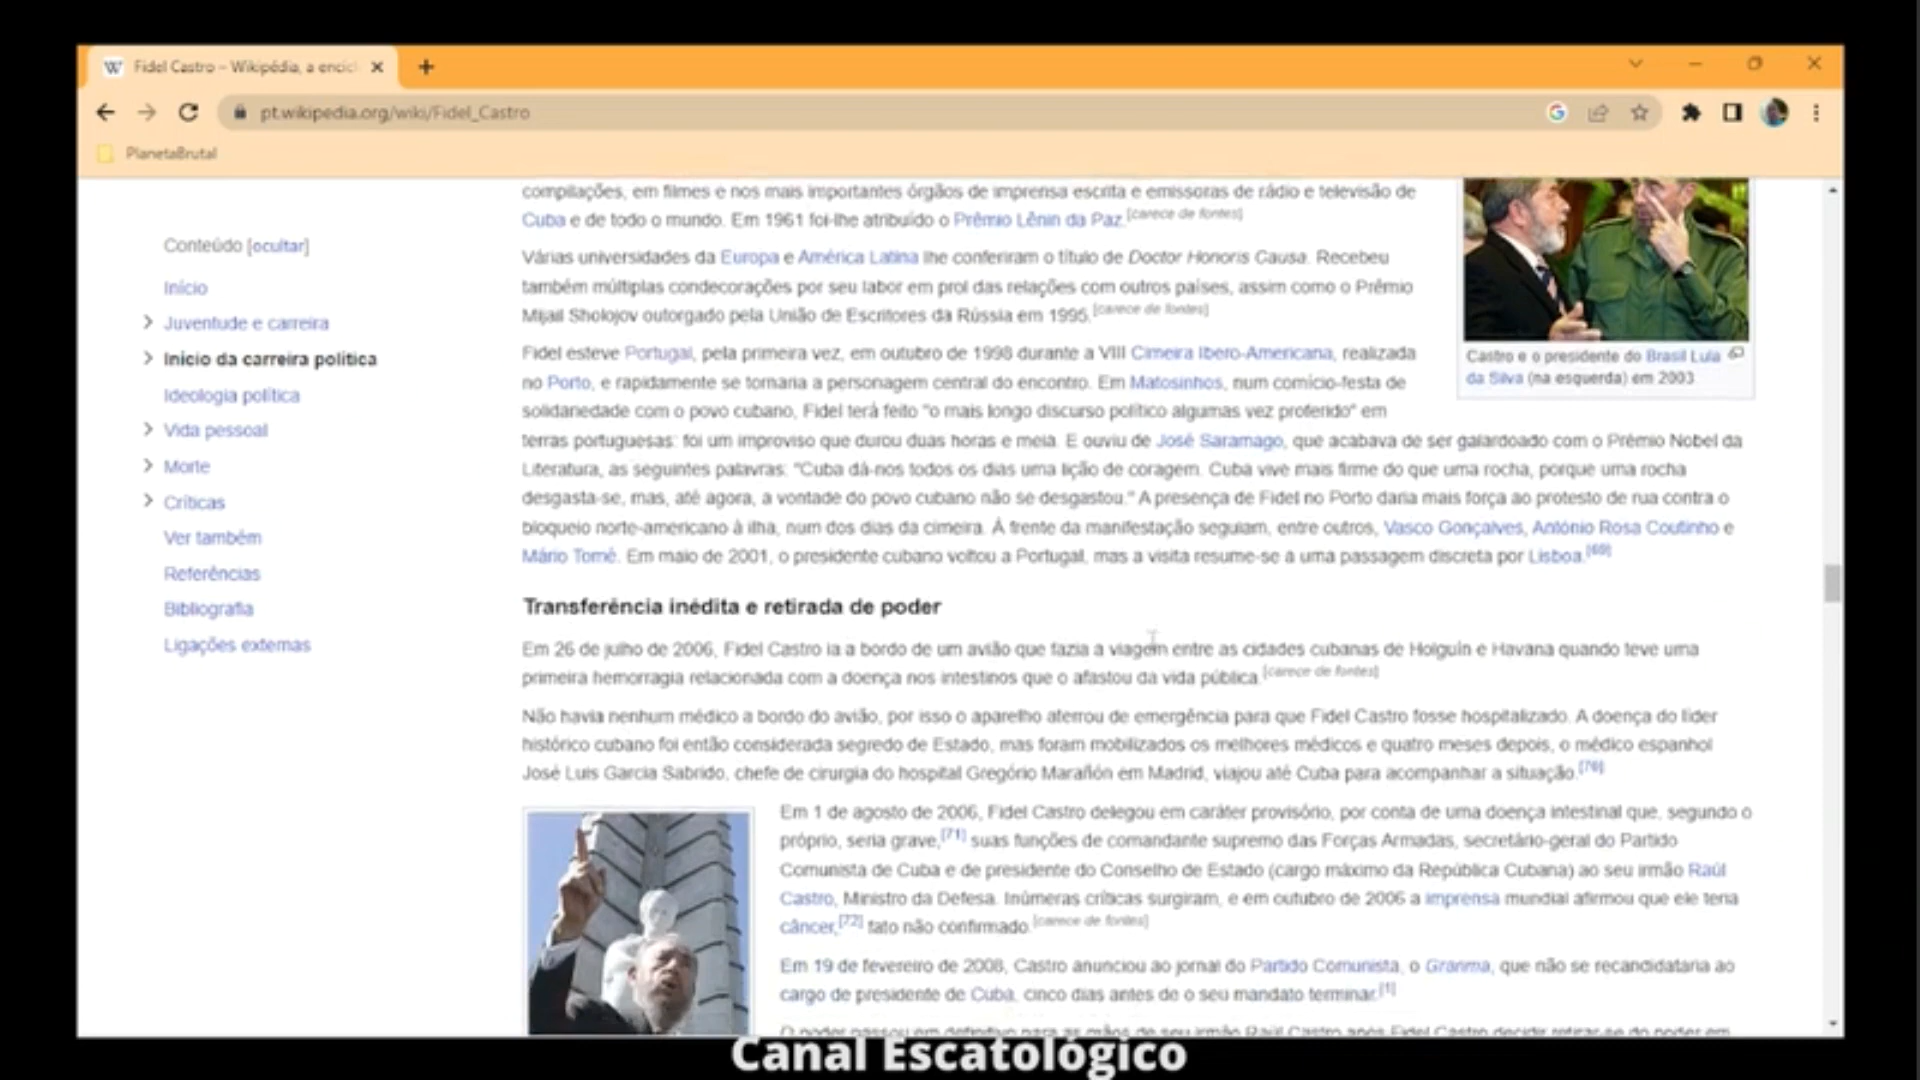 Fidel Castro – Wikipédia, a encicl
pt.wikipedia.org/wiki/Fidel_Castro
PlanetaBrutal
Conteúdo [ocultar]
Início
Juventude e carreira
Início da carreira política
Ideologia política
Vida pessoal
Morte
Críticas
Ver também
Referências
Bibliografia
Ligações externas
compilações, em filmes e nos mais importantes órgãos de imprensa escrita e emissoras de rádio e televisão de
Cuba e de todo o mundo. Em 1961 foi-lhe atribuído o Prêmio Lênin da Paz.[carece de fontes]
Várias universidades da Europa e América Latina lhe conferiram o título de Doctor Honoris Causa. Recebeu
também múltiplas condecorações por seu labor em prol das relações com outros países, assim como o Prêmio
Mijail Sholojov outorgado pela União de Escritores da Rússia em 1995.[carece de fontes]
Castro e o presidente do Brasil Lula
da Silva (na esquerda) em 2003
Fidel esteve Portugal, pela primeira vez, em outubro de 1998 durante a VIII Cimeira Ibero-Americana, realizada
no Porto, e rapidamente se tornaria a personagem central do encontro. Em Matosinhos, num comício-festa de
solidariedade com o povo cubano, Fidel terá feito "o mais longo discurso político algumas vez proferido" em
terras portuguesas: foi um improviso que durou duas horas e meia. E ouviu de José Saramago, que acabava de ser galardoado com o Prémio Nobel da
Literatura, as seguintes palavras: "Cuba dá-nos todos os dias uma lição de coragem. Cuba vive mais firme do que uma rocha, porque uma rocha
desgasta-se, mas, até agora, a vontade do povo cubano não se desgastou." A presença de Fidel no Porto daria mais força ao protesto de rua contra o
bloqueio norte-americano à ilha, num dos dias da cimeira. À frente da manifestação seguiam, entre outros, Vasco Gonçalves, António Rosa Coutinho e
Mário Tomé. Em maio de 2001, o presidente cubano voltou a Portugal, mas a visita resume-se a uma passagem discreta por Lisboa.[69]
Transferência inédita e retirada de poder
Em 26 de julho de 2006, Fidel Castro ia a bordo de um avião que fazia a viagem entre as cidades cubanas de Holguín e Havana quando teve uma
primeira hemorragia relacionada com a doença nos intestinos que o afastou da vida pública.[carece de fontes]
Não havia nenhum médico a bordo do avião, por isso o aparelho aterrou de emergência para que Fidel Castro fosse hospitalizado. A doença do líder
histórico cubano foi então considerada segredo de Estado, mas foram mobilizados os melhores médicos e quatro meses depois, o médico espanhol
José Luis Garcia Sabrido, chefe de cirurgia do hospital Gregório Marañón em Madrid, viajou até Cuba para acompanhar a situação.[70]
Em 1 de agosto de 2006, Fidel Castro delegou em caráter provisório, por conta de uma doença intestinal que, segundo o
próprio, seria grave,[71] suas funções de comandante supremo das Forças Armadas, secretário-geral do Partido
Comunista de Cuba e de presidente do Conselho de Estado (cargo máximo da República Cubana) ao seu irmão Raúl
Castro, Ministro da Defesa. Inúmeras críticas surgiram, e em outubro de 2006 a imprensa mundial afirmou que ele teria
câncer,[72] fato não confirmado.[carece de fontes]
Em 19 de fevereiro de 2008, Castro anunciou ao jornal do Partido Comunista, o Granma, que não se recandidataria ao
cargo de presidente de Cuba, cinco dias antes de o seu mandato terminar.[1]
O poder passou em definitivo para as mãos de seu irmão Raúl Castro após Fidel Castro decidir retirar-se do poder em
Canal Escatológico